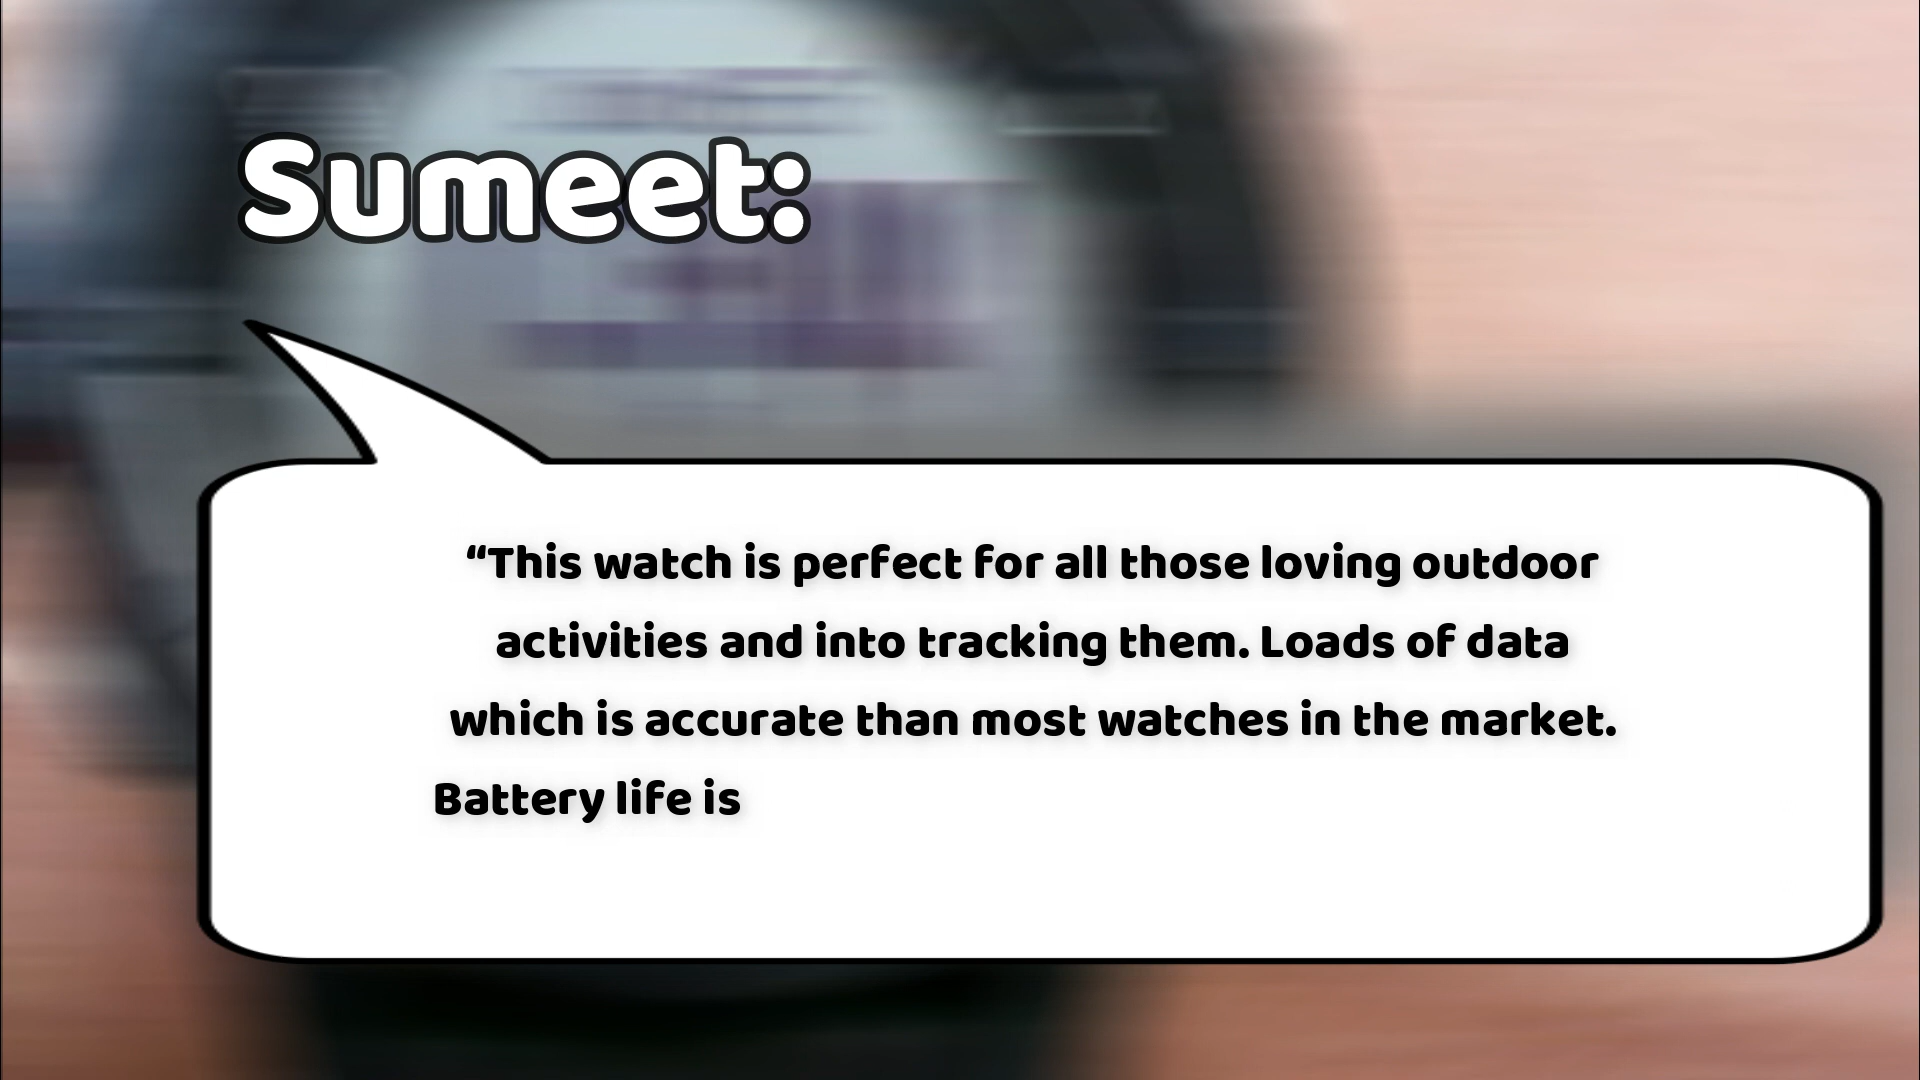 Sumeet:
“This watch is perfect for all those loving outdoor
activities and into tracking them. Loads of data
which is accurate than most watches in the market.
Battery life is